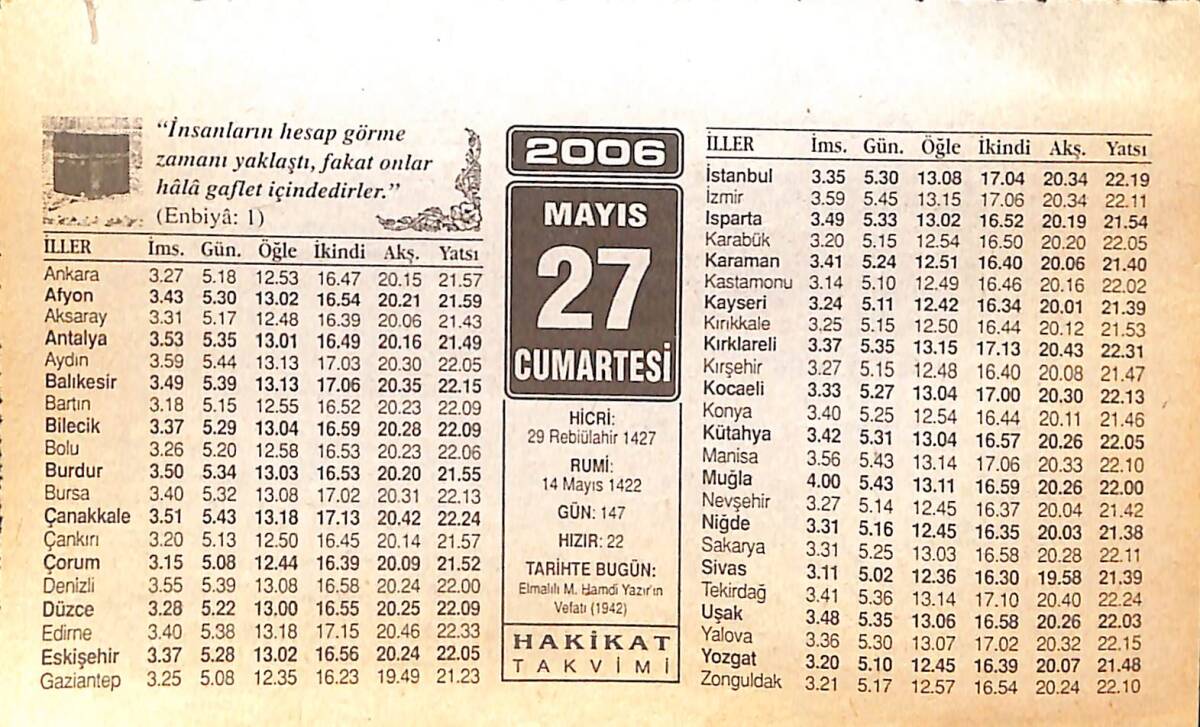 “İnsanların hesap görme
zamanı yaklaştı, fakat onlar
hâlâ gaflet içindedirler.”
(Enbiyâ: 1)
İLLER İms. Gün. Öğle İkindi Akş. Yatsı
Ankara 3.27 5.18 12.53 16.47 20.15 21.57
Afyon 3.43 5.30 13.02 16.54 20.21 21.59
Aksaray 3.31 5.17 12.48 16.39 20.06 21.43
Antalya 3.53 5.35 13.01 16.49 20.16 21.49
Aydın 3.59 5.44 13.13 17.03 20.30 22.05
Balıkesir 3.49 5.39 13.13 17.06 20.35 22.15
Bartın 3.18 5.15 12.55 16.52 20.23 22.09
Bilecik 3.37 5.29 13.04 16.59 20.28 22.09
Bolu 3.26 5.20 12.58 16.53 20.23 22.06
Burdur 3.50 5.34 13.03 16.53 20.20 21.55
Bursa 3.40 5.32 13.08 17.02 20.31 22.13
Çanakkale 3.51 5.43 13.18 17.13 20.42 22.24
Çankırı 3.20 5.13 12.50 16.45 20.14 21.57
Çorum 3.15 5.08 12.44 16.39 20.09 21.52
Denizli 3.55 5.39 13.08 16.58 20.24 22.00
Düzce 3.28 5.22 13.00 16.55 20.25 22.09
Edirne 3.40 5.38 13.18 17.15 20.46 22.33
Eskişehir 3.37 5.28 13.02 16.56 20.24 22.05
Gaziantep 3.25 5.08 12.35 16.23 19.49 21.23
2006
MAYIS
27
CUMARTESİ
HİCRİ:
29 Rebiülahir 1427
RUMİ:
14 Mayıs 1422
GÜN: 147
HIZIR: 22
TARİHTE BUGÜN:
Elmalılı M. Hamdi Yazır'ın
Vefatı (1942)
HAKİKAT
TAKVİMİ
İLLER İms. Gün. Öğle İkindi Akş. Yatsı
İstanbul 3.35 5.30 13.08 17.04 20.34 22.19
İzmir 3.59 5.45 13.15 17.06 20.34 22.11
Isparta 3.49 5.33 13.02 16.52 20.19 21.54
Karabük 3.20 5.15 12.54 16.50 20.20 22.05
Karaman 3.41 5.24 12.51 16.40 20.06 21.40
Kastamonu 3.14 5.10 12.49 16.46 20.16 22.02
Kayseri 3.24 5.11 12.42 16.34 20.01 21.39
Kırıkkale 3.25 5.15 12.50 16.44 20.12 21.53
Kırklareli 3.37 5.35 13.15 17.13 20.43 22.31
Kırşehir 3.27 5.15 12.48 16.40 20.08 21.47
Kocaeli 3.33 5.27 13.04 17.00 20.30 22.13
Konya 3.40 5.25 12.54 16.44 20.11 21.46
Kütahya 3.42 5.31 13.04 16.57 20.26 22.05
Manisa 3.56 5.43 13.14 17.06 20.33 22.10
Muğla 4.00 5.43 13.11 16.59 20.26 22.00
Nevşehir 3.27 5.14 12.45 16.37 20.04 21.42
Niğde 3.31 5.16 12.45 16.35 20.03 21.38
Sakarya 3.31 5.25 13.03 16.58 20.28 22.11
Sivas 3.11 5.02 12.36 16.30 19.58 21.39
Tekirdağ 3.41 5.36 13.14 17.10 20.40 22.24
Uşak 3.48 5.35 13.06 16.58 20.26 22.03
Yalova 3.36 5.30 13.07 17.02 20.32 22.15
Yozgat 3.20 5.10 12.45 16.39 20.07 21.48
Zonguldak 3.21 5.17 12.57 16.54 20.24 22.10